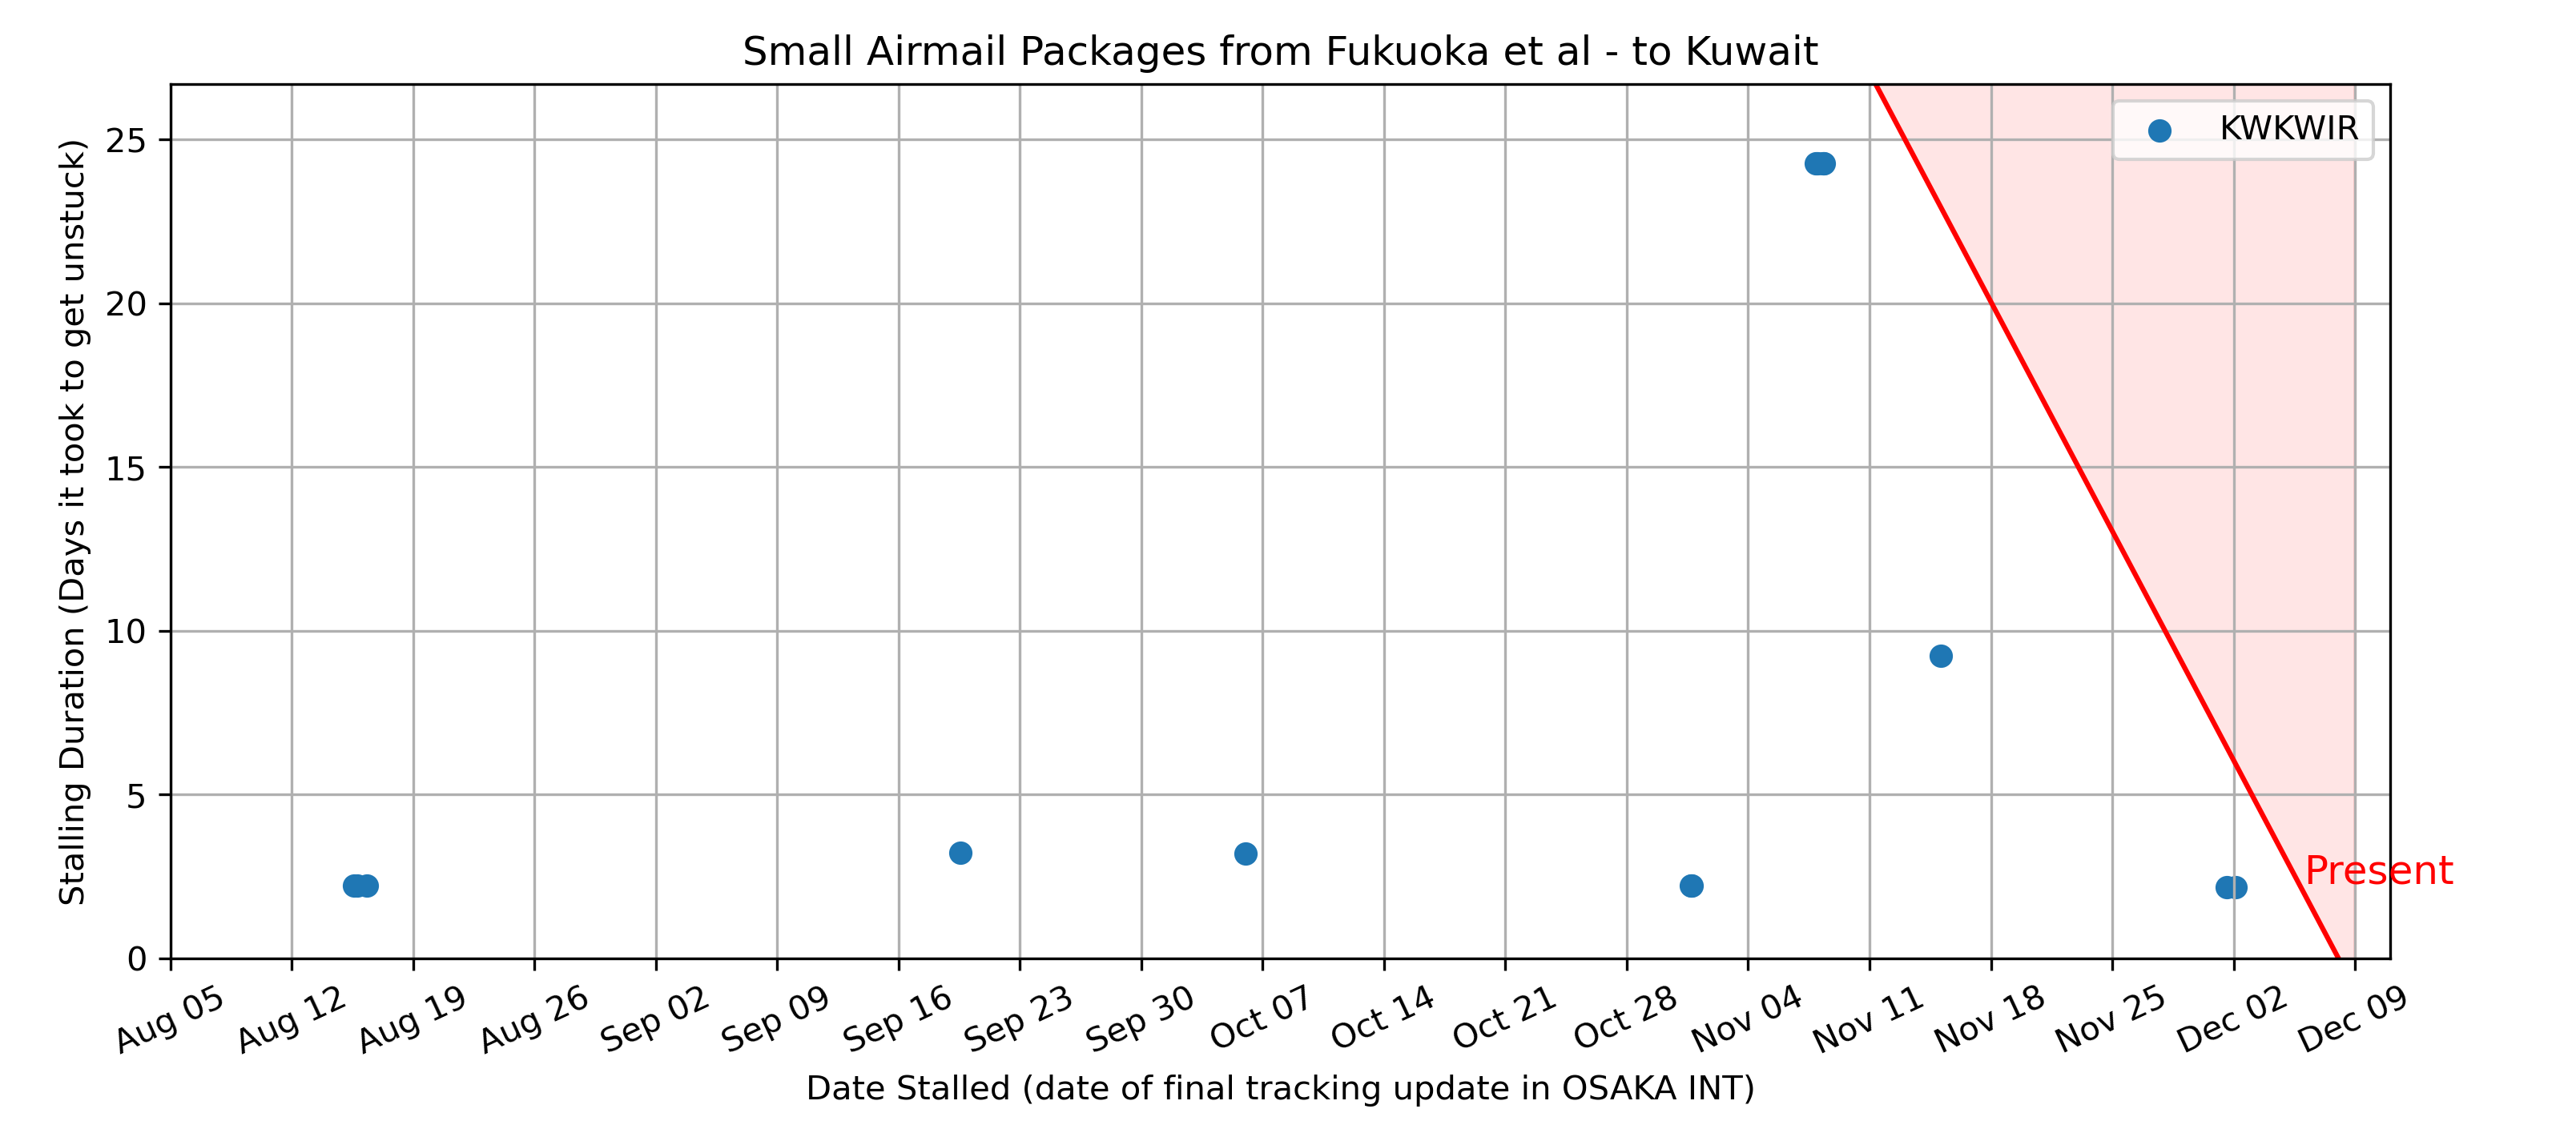 Small Airmail Packages from Fukuoka et al - to Kuwait
KWKWIR
Stalling Duration (Days it took to get unstuck)
25
20
15
10
5
0
Present
Aug 05 Aug 12 Aug 19 Aug 26 Sep 02 Sep 09 Sep 16 Sep 23 Sep 30 Oct 07 Oct 14 Oct 21 Oct 28 Nov 04 Nov 11 Nov 18 Nov 25 Dec 02 Dec 09
Date Stalled (date of final tracking update in OSAKA INT)